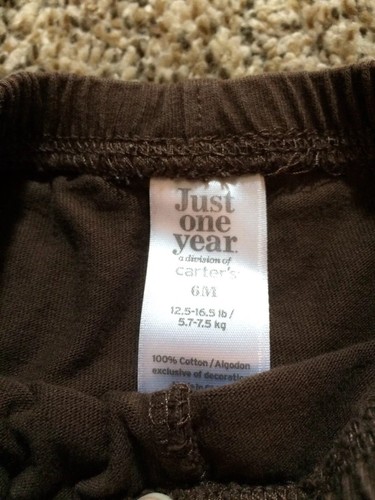 Just
one
year
a division of
carter's
6M
12.5-16.5 lb /
5.7-7.5 kg
100% Cotton / Algodon
exclusive of decoration
in